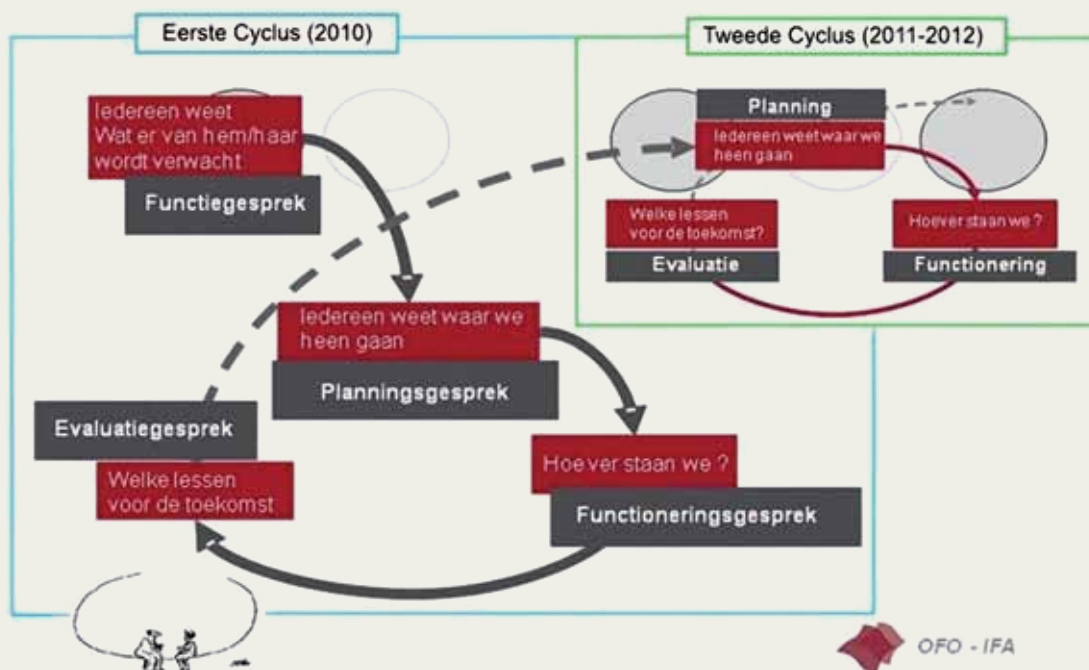 Eerste Cyclus (2010)
Iedereen weet
Wat er van hem/haar
wordt verwacht
Functiegesprek
Iedereen weet waar we
heen gaan
Planningsgesprek
Hoever staan we ?
Functioneringsgesprek
Evaluatiegesprek
Welke lessen
voor de toekomst
Tweede Cyclus (2011-2012)
Planning
Iedereen weet waar we
heen gaan
Hoever staan we ?
Functionering
Welke lessen
voor de toekomst?
Evaluatie
OFO - IFA